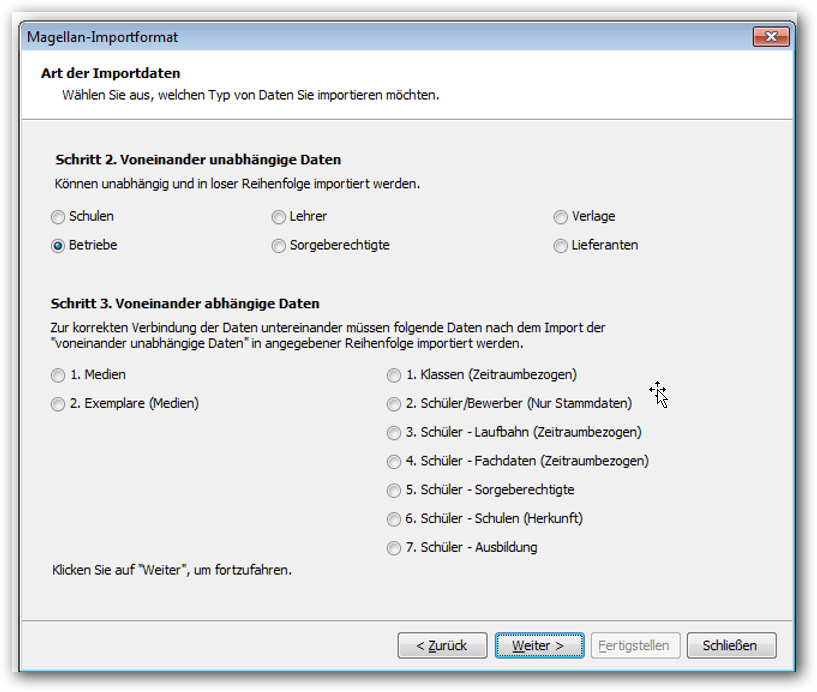 Magellan-Importformat
Art der Importdaten
Wählen Sie aus, welchen Typ von Daten Sie importieren möchten.
Schritt 2. Voneinander unabhängige Daten
Können unabhängig und in loser Reihenfolge importiert werden.
Schulen Lehrer Verlage
Betriebe Sorgeberechtigte Lieferanten
Schritt 3. Voneinander abhängige Daten
Zur korrekten Verbindung der Daten untereinander müssen folgende Daten nach dem Import der
"voneinander unabhängige Daten" in angegebener Reihenfolge importiert werden.
1. Medien
2. Exemplare (Medien)
1. Klassen (Zeitraumbezogen)
2. Schüler/Bewerber (Nur Stammdaten)
3. Schüler - Laufbahn (Zeitraumbezogen)
4. Schüler - Fachdaten (Zeitraumbezogen)
5. Schüler - Sorgeberechtigte
6. Schüler - Schulen (Herkunft)
7. Schüler - Ausbildung
Klicken Sie auf "Weiter", um fortzufahren.
< Zurück Weiter > Fertigstellen Schließen